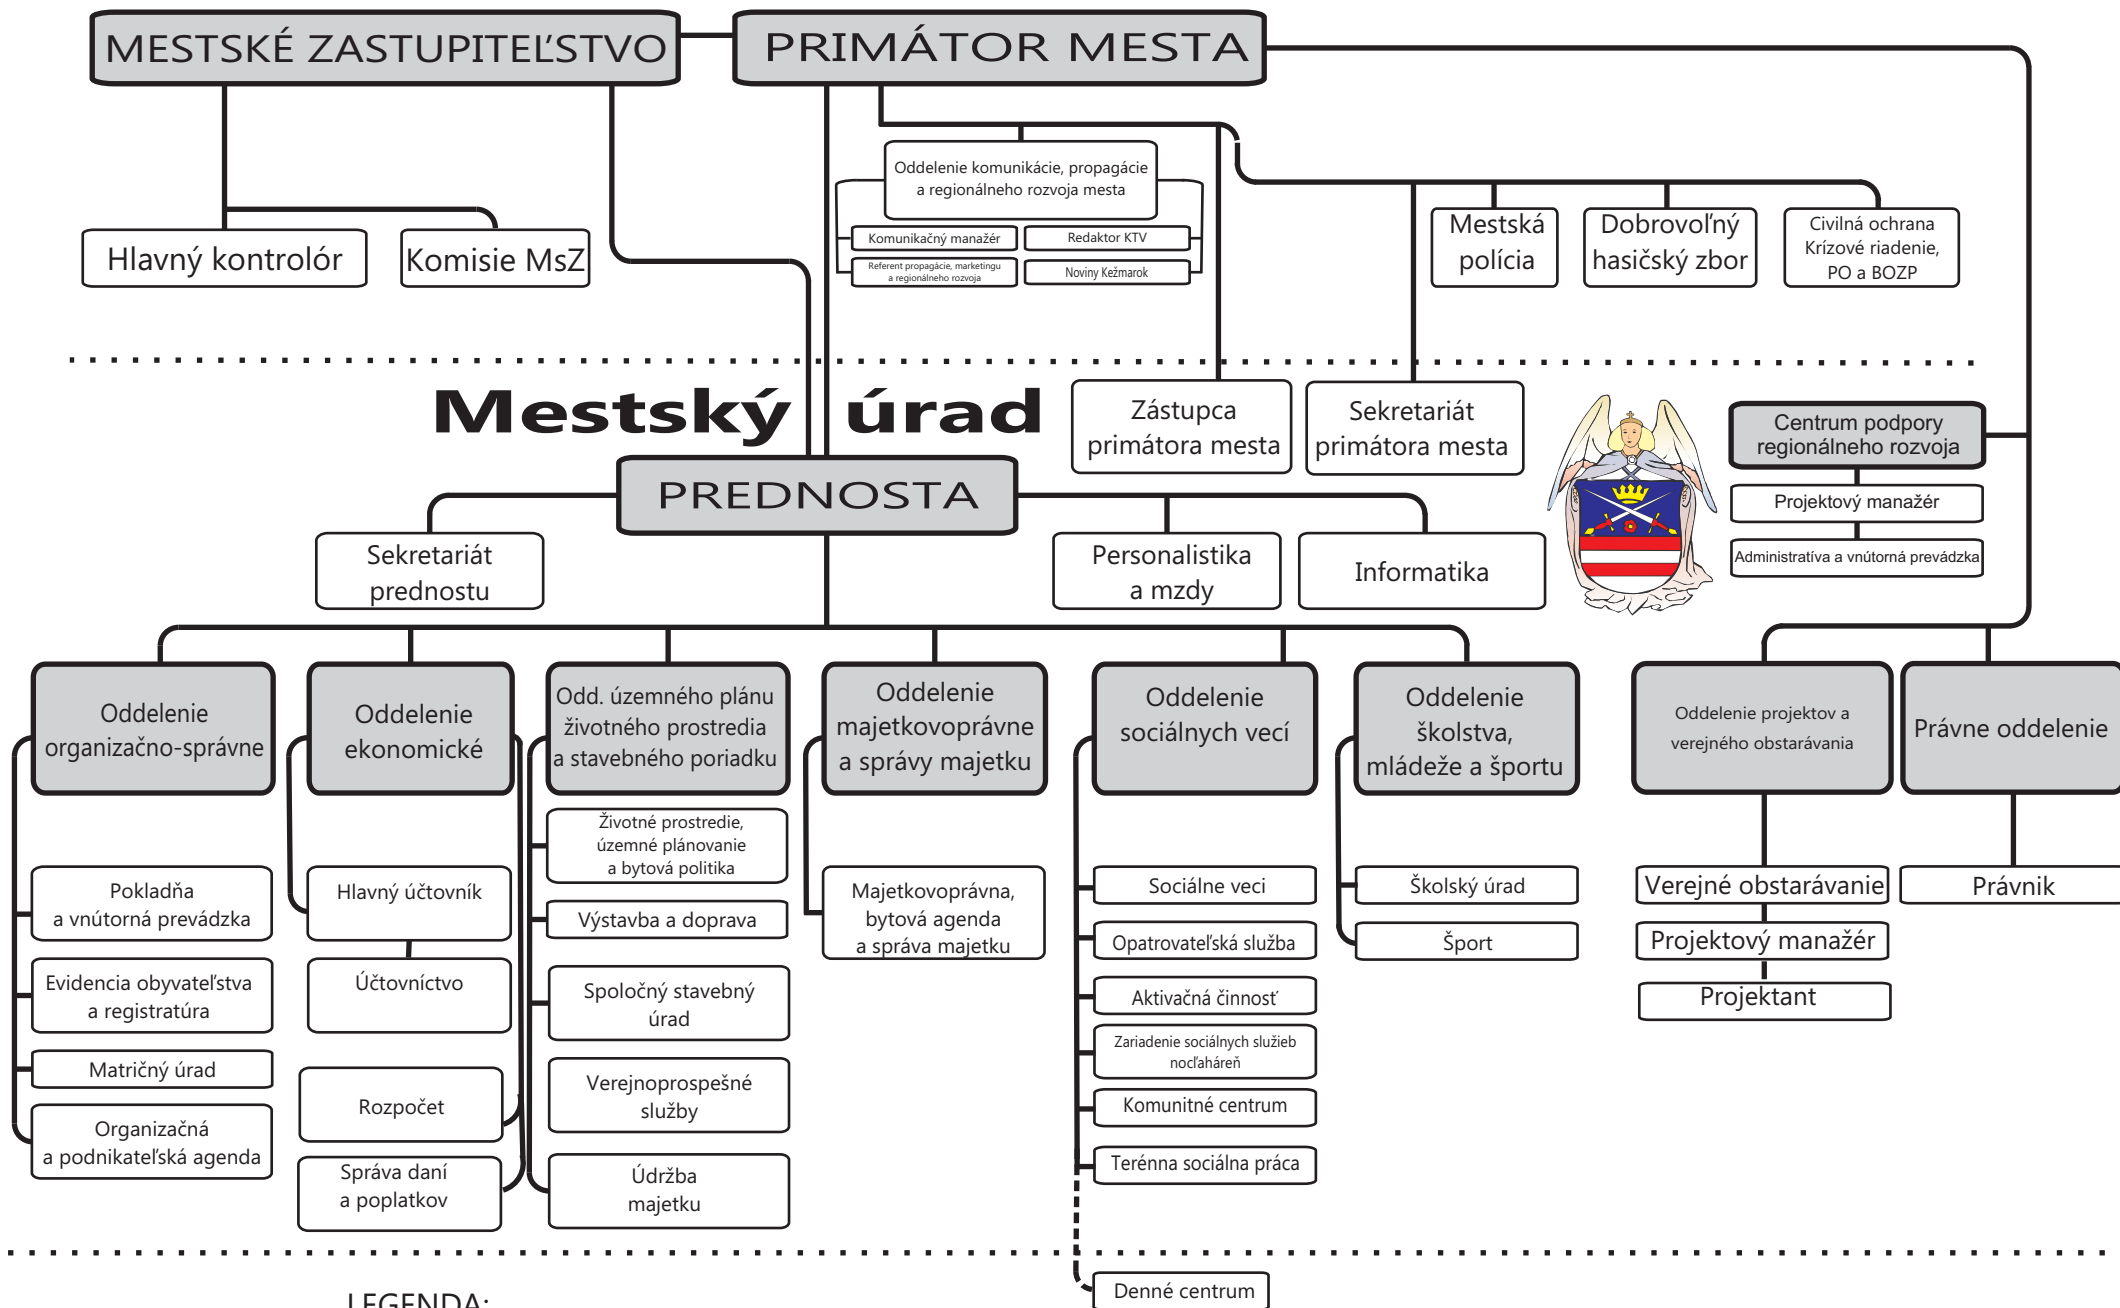 MESTSKÉ ZASTUPITEĽSTVO
PRIMÁTOR MESTA
Oddelenie komunikácie, propagácie
a regionálneho rozvoja mesta
Komunikačný manažér
Redaktor KTV
Referent propagácie, marketingu
a regionálneho rozvoja
Noviny Kežmarok
Hlavný kontrolór
Komisie MsZ
Mestská
polícia
Dobrovoľný
hasičský zbor
Civilná ochrana
Krízové riadenie,
PO a BOZP
Mestský úrad
Zástupca
primátora mesta
Sekretariát
primátora mesta
Centrum podpory
regionálneho rozvoja
Projektový manažér
Administratíva a vnútorná prevádzka
PREDNOSTA
Sekretariát
prednostu
Personalistika
a mzdy
Informatika
Oddelenie
organizačno-správne
Oddelenie
ekonomické
Odd. územného plánu
životného prostredia
a stavebného poriadku
Oddelenie
majetkovoprávne
a správy majetku
Oddelenie
sociálnych vecí
Oddelenie
školstva,
mládeže a športu
Oddelenie projektov a
verejného obstarávania
Právne oddelenie
Pokladňa
a vnútorná prevádzka
Evidencia obyvateľstva
a registratúra
Matričný úrad
Organizačná
a podnikateľská agenda
Hlavný účtovník
Účtovníctvo
Rozpočet
Správa daní
a poplatkov
Životné prostredie,
územné plánovanie
a bytová politika
Výstavba a doprava
Spoločný stavebný
úrad
Verejnoprospešné
služby
Údržba
majetku
Majetkovoprávna,
bytová agenda
a správa majetku
Sociálne veci
Opatrovateľská služba
Aktivačná činnosť
Zariadenie sociálnych služieb
nocľaháreň
Komunitné centrum
Terénna sociálna práca
Denné centrum
Školský úrad
Šport
Verejné obstarávanie
Projektový manažér
Projektant
Právnik
LEGENDA: